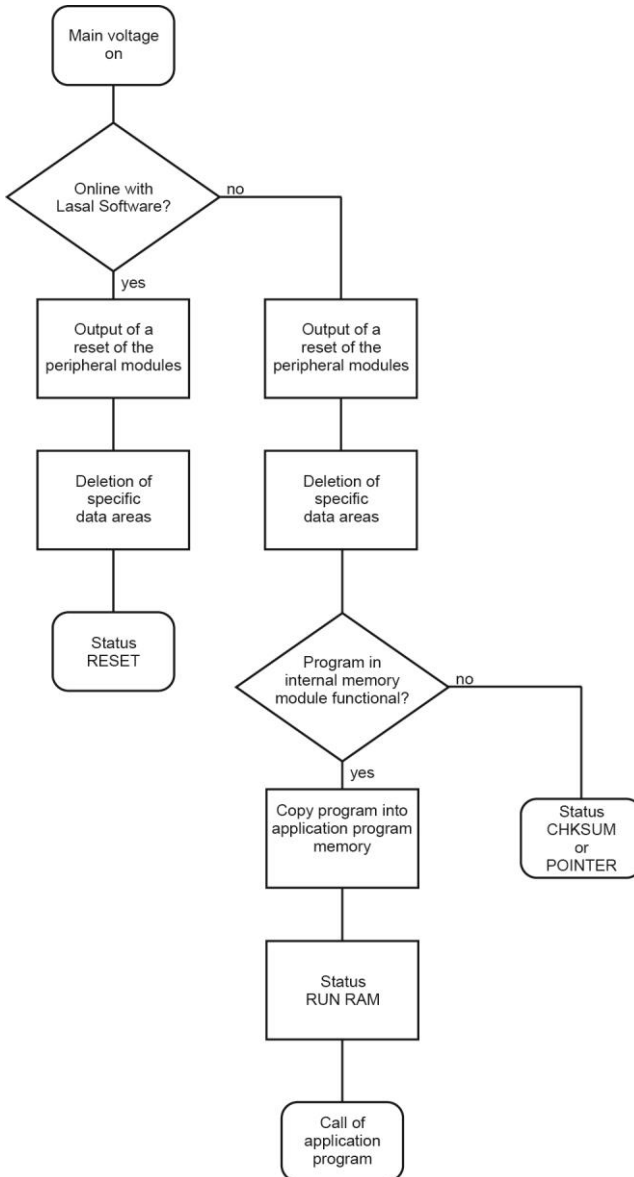 Main voltage
on
Online with
Lasal Software?
no
yes
Output of a
reset of the
peripheral modules
Output of a
reset of the
peripheral modules
Deletion of
specific
data areas
Deletion of
specific
data areas
Status
RESET
Program in
internal memory
module functional?
no
yes
Copy program into
application program
memory
Status
CHKSUM
or
POINTER
Status
RUN RAM
Call of
application
program